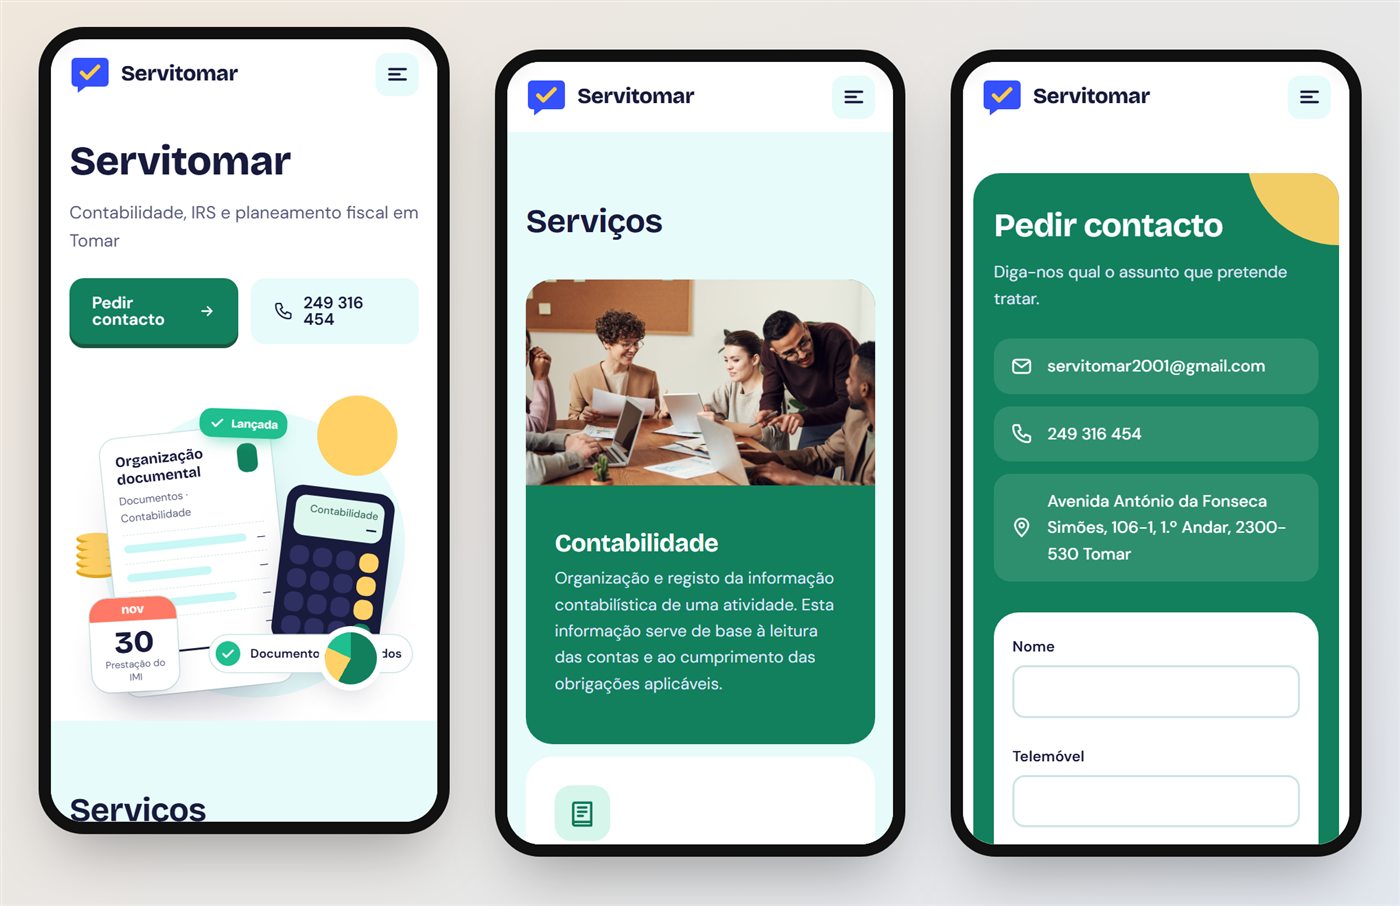 Servitomar
Servitomar
Contabilidade, IRS e planeamento fiscal em
Tomar
Pedir
contacto
249 316
454
Lançada
Organização
documental
Documentos ·
Contabilidade
Contabilidade
nov
30
Prestação do
IMI
Documento
dos
Serviços
Servitomar
Serviços
Contabilidade
Organização e registo da informação
contabilística de uma atividade. Esta
informação serve de base à leitura
das contas e ao cumprimento das
obrigações aplicáveis.
Servitomar
Pedir contacto
Diga-nos qual o assunto que pretende
tratar.
servitomar2001@gmail.com
249 316 454
Avenida António da Fonseca
Simões, 106-1, 1.º Andar, 2300-
530 Tomar
Nome
Telemóvel